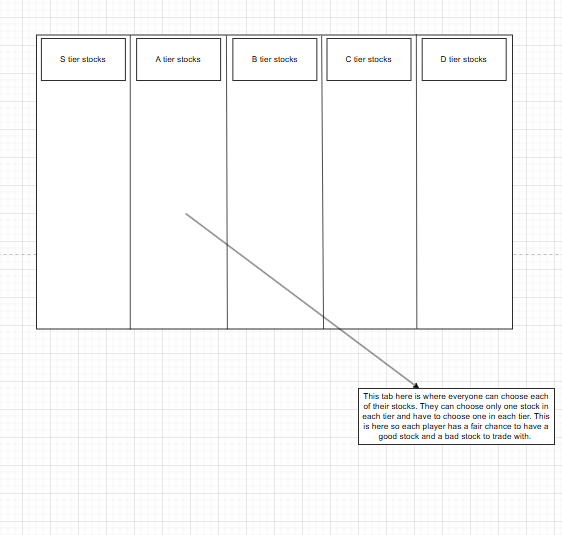 S tier stocks
A tier stocks
B tier stocks
C tier stocks
D tier stocks
This tab here is where everyone can choose each
of their stocks. They can choose only one stock in
each tier and have to choose one in each tier. This
is here so each player has a fair chance to have a
good stock and a bad stock to trade with.